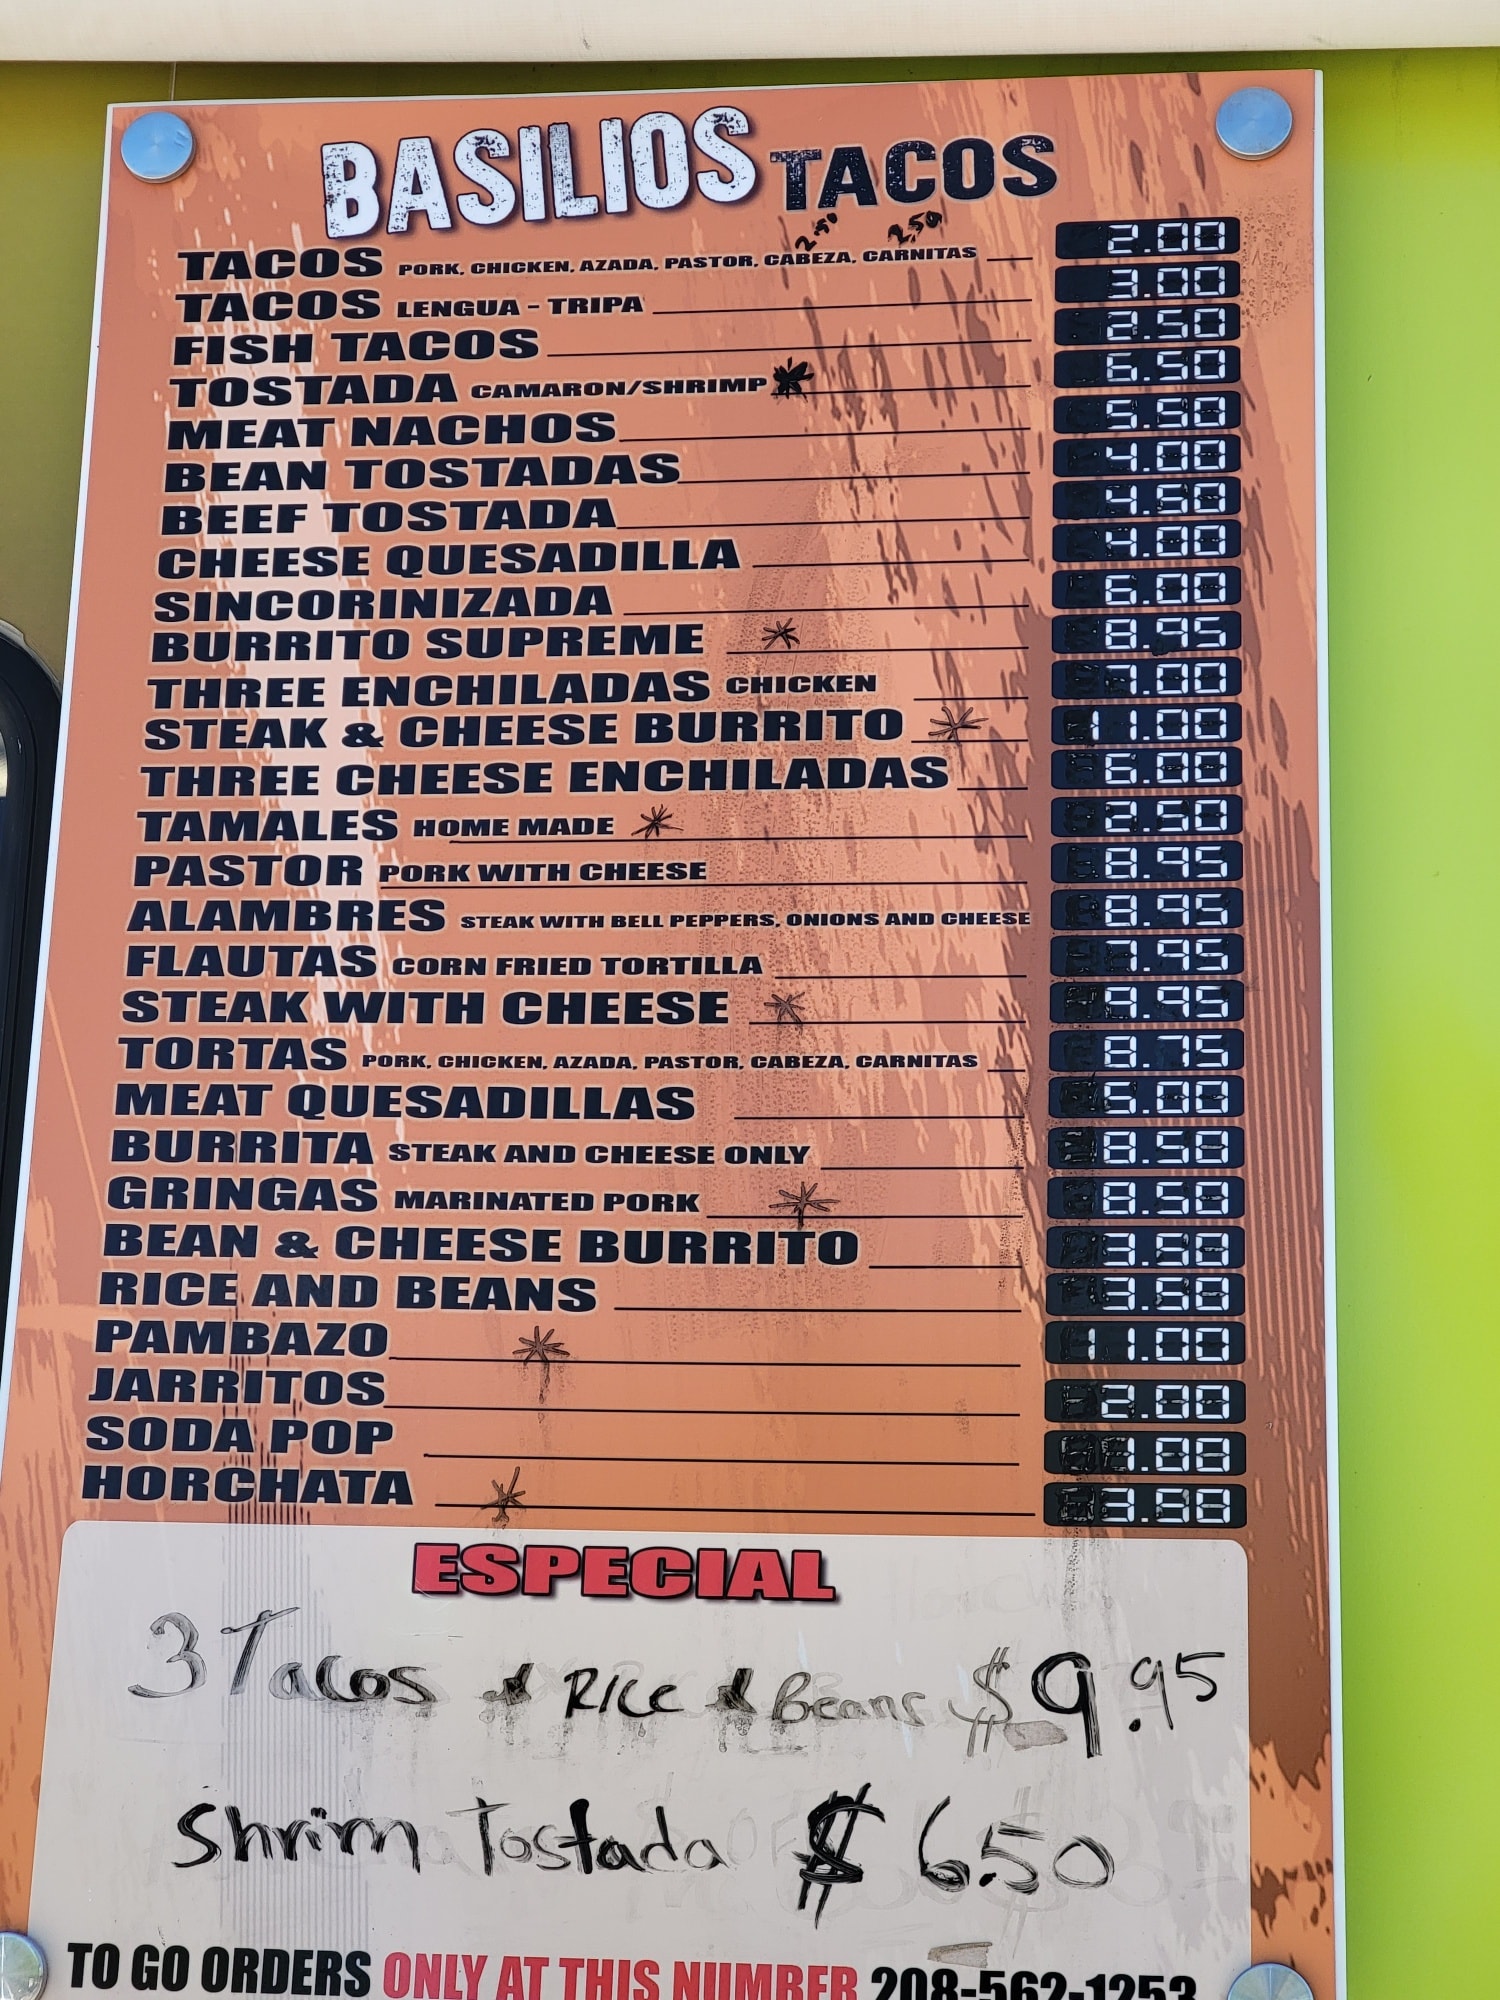 BASILIOS TACOS
2.50 2.50
TACOS PORK, CHICKEN, AZADA, PASTOR, CABEZA, CARNITAS 2.00
TACOS LENGUA - TRIPA 3.00
FISH TACOS 2.50
TOSTADA CAMARON/SHRIMP 6.50
MEAT NACHOS
BEAN TOSTADAS 4.00
BEEF TOSTADA
CHEESE QUESADILLA 4.00
SINCORINIZADA 6.00
BURRITO SUPREME 8.95
THREE ENCHILADAS CHICKEN 7.00
STEAK & CHEESE BURRITO 11.00
THREE CHEESE ENCHILADAS 6.00
TAMALES HOME MADE 2.50
PASTOR PORK WITH CHEESE 8.95
ALAMBRES STEAK WITH BELL PEPPERS, ONIONS AND CHEESE 8.95
FLAUTAS CORN FRIED TORTILLA 7.95
STEAK WITH CHEESE
TORTAS PORK, CHICKEN, AZADA, PASTOR, CABEZA, CARNITAS 8.75
MEAT QUESADILLAS 5.00
BURRITA STEAK AND CHEESE ONLY 8.50
GRINGAS MARINATED PORK 8.50
BEAN & CHEESE BURRITO 3.50
RICE AND BEANS 3.50
PAMBAZO 11.00
JARRITOS 2.00
SODA POP
HORCHATA 3.50
ESPECIAL
3 Tacos & Rice & Beans $9.95
Shrim Tostada $6.50
TO GO ORDERS ONLY AT THIS NUMBER 208-562-1253